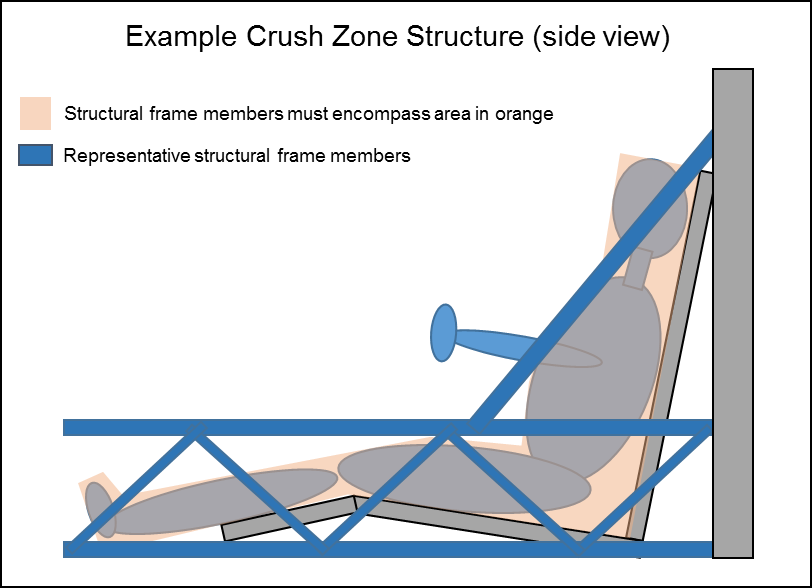 Example Crush Zone Structure (side view)
Structural frame members must encompass area in orange
Representative structural frame members